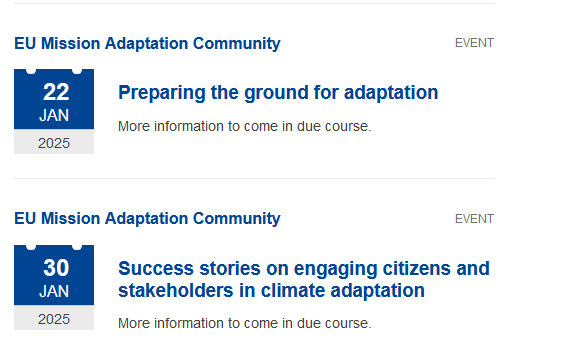 EU Mission Adaptation Community
EVENT
22
JAN
2025
Preparing the ground for adaptation
More information to come in due course.
EU Mission Adaptation Community
EVENT
30
JAN
2025
Success stories on engaging citizens and
stakeholders in climate adaptation
More information to come in due course.